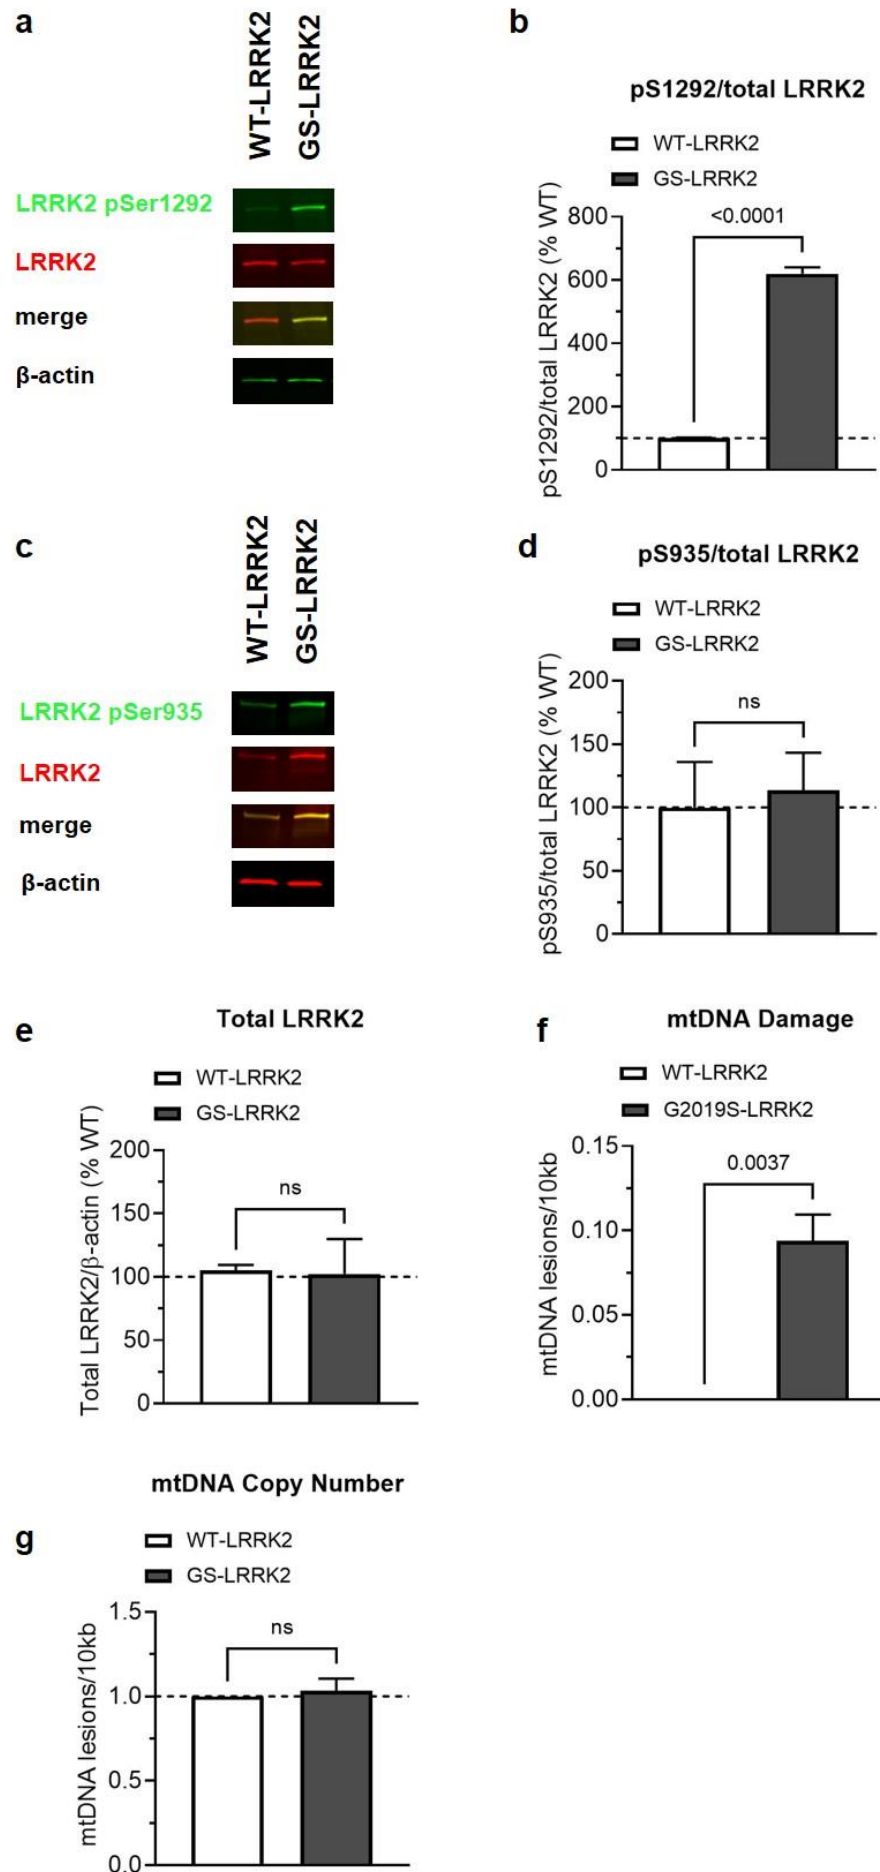 a
WT-LRRK2
GS-LRRK2
LRRK2 pSer1292
LRRK2
merge
β-actin
b
pS1292/total LRRK2
WT-LRRK2
GS-LRRK2
pS1292/total LRRK2 (% WT)
800
600
400
200
0
<0.0001
c
WT-LRRK2
GS-LRRK2
LRRK2 pSer935
LRRK2
merge
β-actin
d
pS935/total LRRK2
WT-LRRK2
GS-LRRK2
pS935/total LRRK2 (% WT)
200
150
100
50
0
ns
e
Total LRRK2
WT-LRRK2
GS-LRRK2
Total LRRK2/β-actin (% WT)
200
150
100
50
0
ns
f
mtDNA Damage
WT-LRRK2
G2019S-LRRK2
mtDNA lesions/10kb
0.15
0.10
0.05
0.00
0.0037
g
mtDNA Copy Number
WT-LRRK2
GS-LRRK2
mtDNA lesions/10kb
1.5
1.0
0.5
0.0
ns